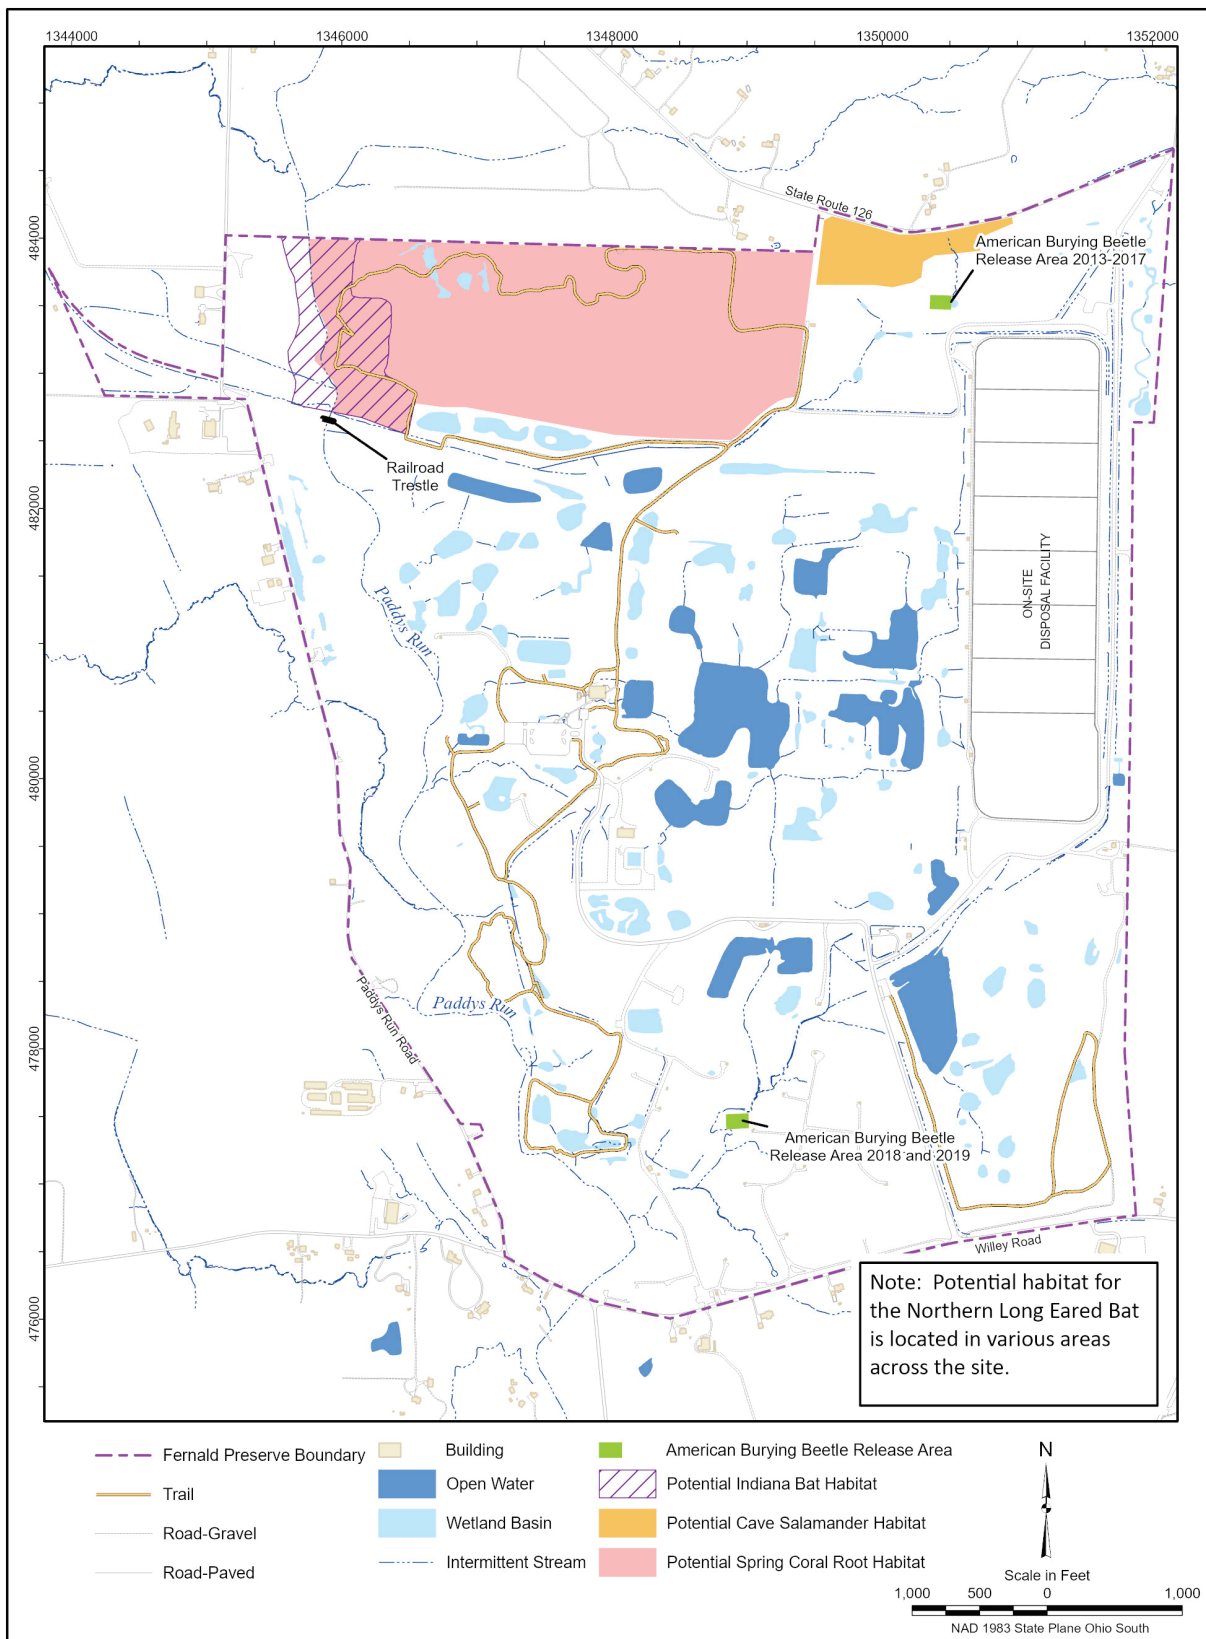 1344000
1346000
1348000
1350000
1352000
484000
482000
480000
478000
476000
State Route 126
American Burying Beetle
Release Area 2013-2017
Railroad
Trestle
ON-SITE
DISPOSAL FACILITY
Paddys Run
Paddys Run
Paddys Run Road
American Burying Beetle
Release Area 2018 and 2019
Willey Road
Note: Potential habitat for
the Northern Long Eared Bat
is located in various areas
across the site.
Fernald Preserve Boundary
Trail
Road-Gravel
Road-Paved
Building
Open Water
Wetland Basin
Intermittent Stream
American Burying Beetle Release Area
Potential Indiana Bat Habitat
Potential Cave Salamander Habitat
Potential Spring Coral Root Habitat
N
Scale in Feet
1,000 500 0 1,000
NAD 1983 State Plane Ohio South